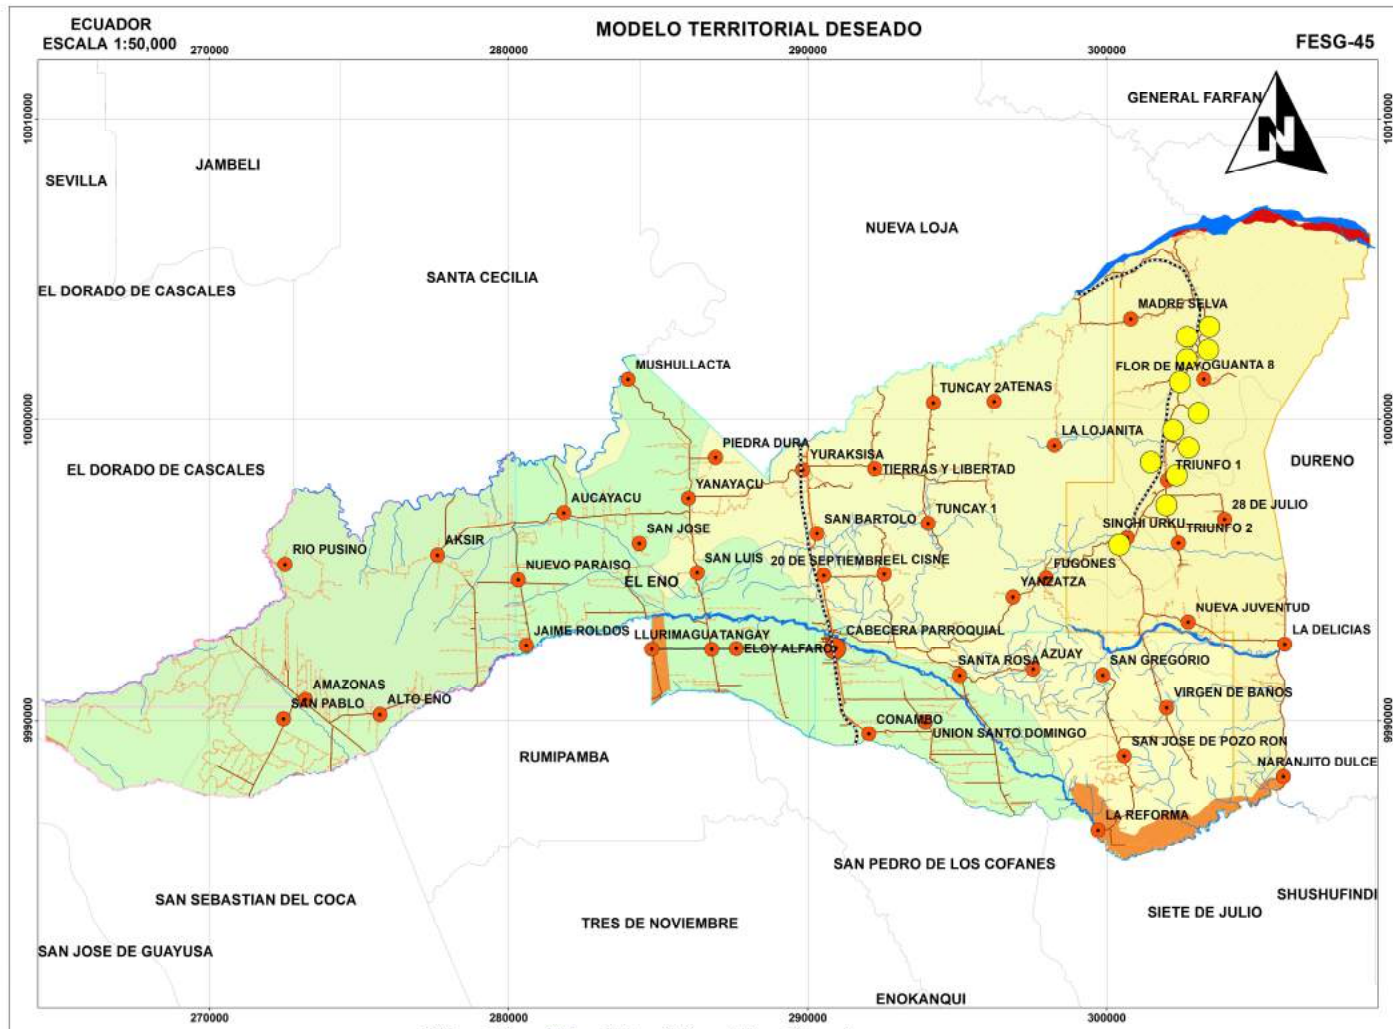 ECUADOR
ESCALA 1:50,000
MODELO TERRITORIAL DESEADO
FESG-45
270000
280000
290000
300000
GENERAL FARFAN
10010000
10010000
N
JAMBELI
SEVILLA
NUEVA LOJA
SANTA CECILIA
EL DORADO DE CASCALES
MADRE SELVA
MUSHULLACTA
FLOR DE MAYO
GUANTA 8
TUNCAY 2
ATENAS
10000000
10000000
LA LOJANITA
PIEDRA DURA
YURAKSISA
DURENO
EL DORADO DE CASCALES
TIERRAS Y LIBERTAD
TRIUNFO 1
YANAYACU
AUCAYACU
28 DE JULIO
TUNCAY 1
SAN BARTOLO
SINCHI URKU
SAN JOSE
TRIUNFO 2
AKSIR
RIO PUSINO
SAN LUIS
20 DE SEPTIEMBRE
EL CISNE
FUGONES
NUEVO PARAISO
EL ENO
YANZATZA
NUEVA JUVENTUD
JAIME ROLDOS
LLURIMAGUA
TANGAY
CABECERA PARROQUIAL
LA DELICIAS
ELOY ALFARO
AZUAY
SANTA ROSA
SAN GREGORIO
AMAZONAS
SAN PABLO
ALTO ENO
VIRGEN DE BAÑOS
9990000
9990000
CONAMBO
UNION SANTO DOMINGO
SAN JOSE DE POZO RON
RUMIPAMBA
NARANJITO DULCE
LA REFORMA
SAN PEDRO DE LOS COFANES
SHUSHUFINDI
SAN SEBASTIAN DEL COCA
SIETE DE JULIO
TRES DE NOVIEMBRE
SAN JOSE DE GUAYUSA
ENOKANQUI
270000
280000
290000
300000